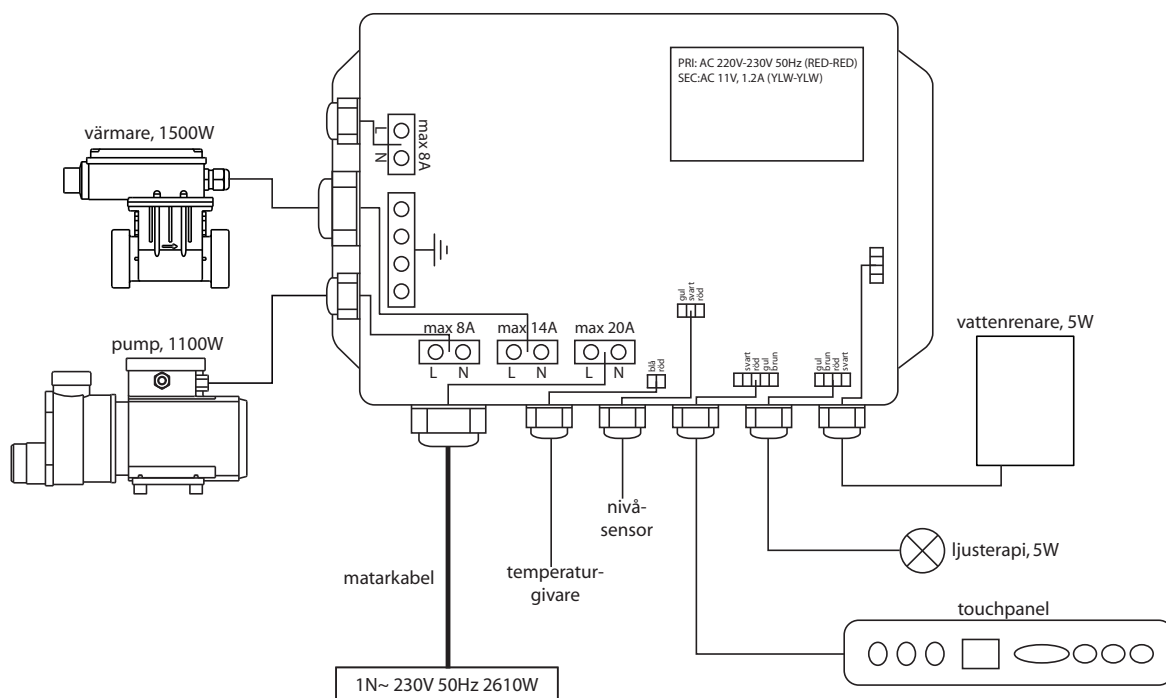 PRI: AC 220V-230V 50Hz (RED-RED)
SEC:AC 11V, 1.2A (YLW-YLW)
värmare, 1500W
max 8A
L
N
pump, 1100W
max 8A
max 14A
max 20A
L
N
L
N
L
N
blå
röd
gul
svart
röd
svart
röd
gul
brun
gul
brun
röd
svart
vattenrenare, 5W
nivå-
sensor
ljusterapi, 5W
temperatur-
givare
matarkabel
touchpanel
1N~ 230V 50Hz 2610W